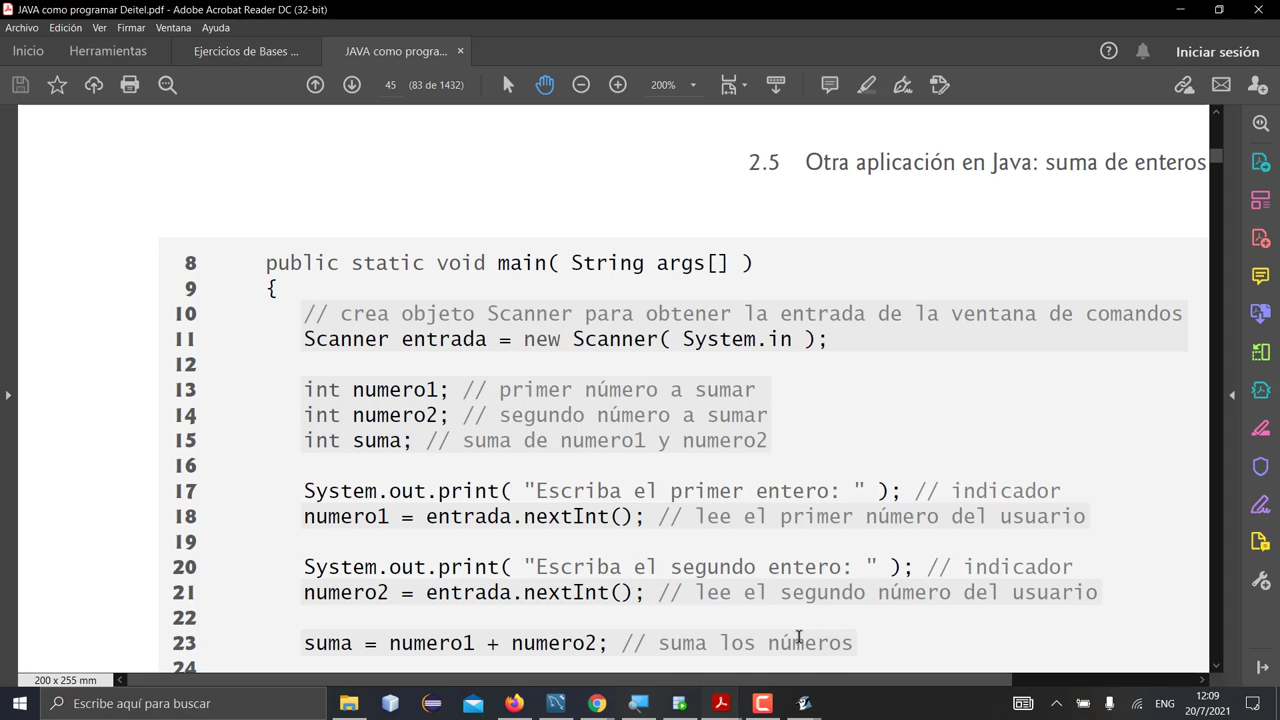 JAVA como programar Deitel.pdf - Adobe Acrobat Reader DC (32-bit)
Archivo Edición Ver Firmar Ventana Ayuda
Inicio Herramientas Ejercicios de Bases ... JAVA como progra... × Iniciar sesión
45 (83 de 1432) 200%
2.5 Otra aplicación en Java: suma de enteros
8 public static void main( String args[] )
9 {
10 // crea objeto Scanner para obtener la entrada de la ventana de comandos
11 Scanner entrada = new Scanner( System.in );
12
13 int numero1; // primer número a sumar
14 int numero2; // segundo número a sumar
15 int suma; // suma de numero1 y numero2
16
17 System.out.print( "Escriba el primer entero: " ); // indicador
18 numero1 = entrada.nextInt(); // lee el primer número del usuario
19
20 System.out.print( "Escriba el segundo entero: " ); // indicador
21 numero2 = entrada.nextInt(); // lee el segundo número del usuario
22
23 suma = numero1 + numero2; // suma los números
24
200 x 255 mm
Escribe aquí para buscar
ENG
12:09
20/7/2021